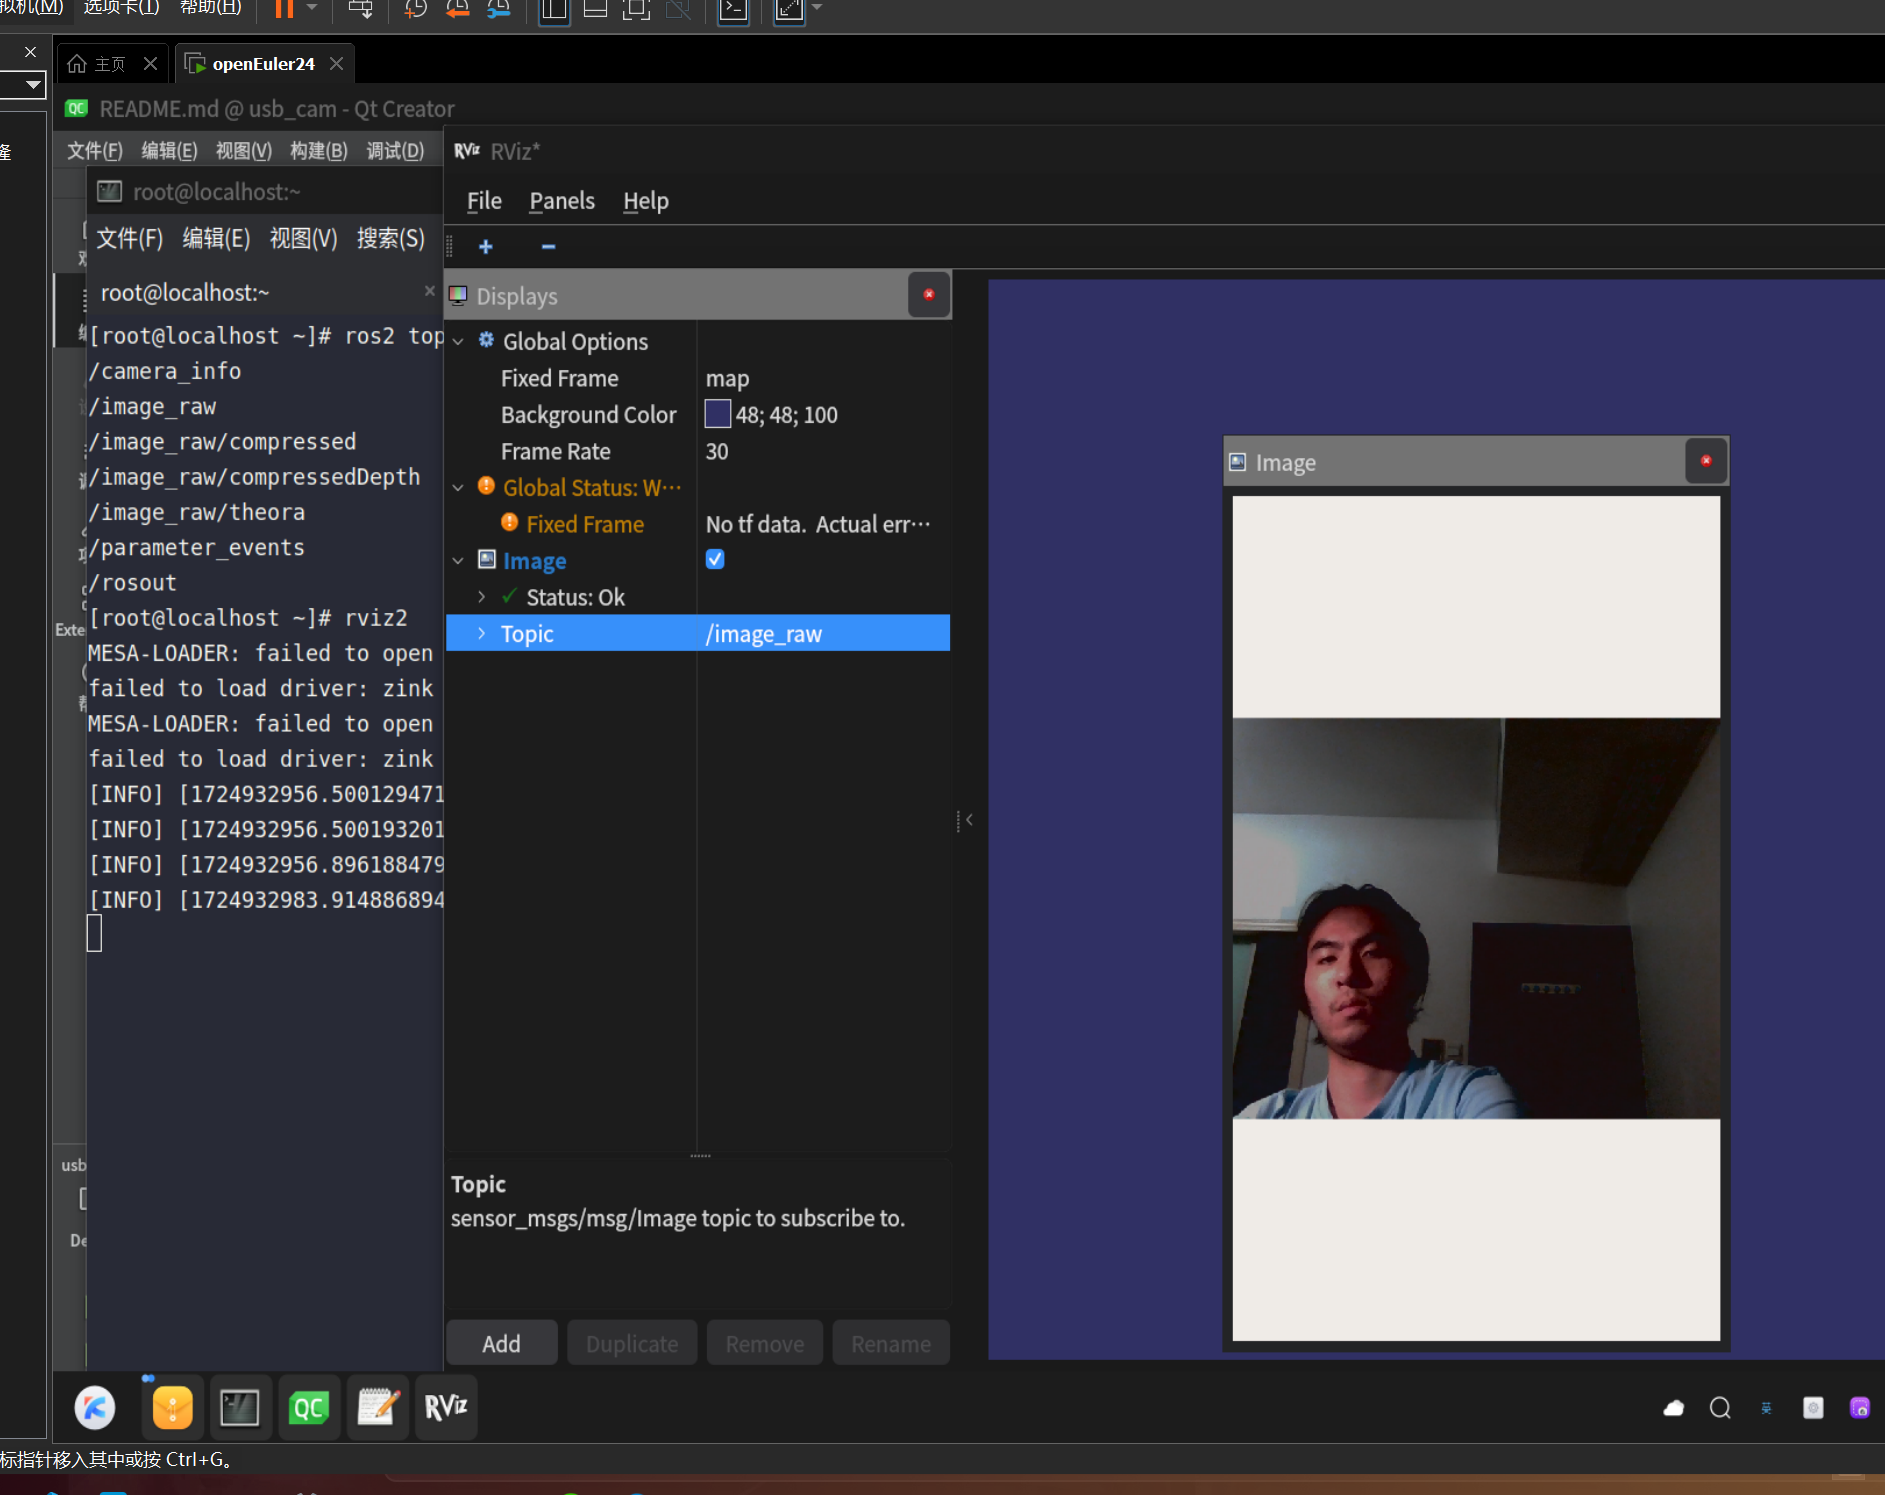 拟机(M) 选项卡(T) 帮助(H)
主页 openEuler24
README.md @ usb_cam - Qt Creator
文件(F) 编辑(E) 视图(V) 构建(B) 调试(D)
RViz RViz*
root@localhost:~
File Panels Help
文件(F) 编辑(E) 视图(V) 搜索(S)
root@localhost:~
Displays
[root@localhost ~]# ros2 top
/camera_info
/image_raw
/image_raw/compressed
/image_raw/compressedDepth
/image_raw/theora
/parameter_events
/rosout
[root@localhost ~]# rviz2
MESA-LOADER: failed to open
failed to load driver: zink
MESA-LOADER: failed to open
failed to load driver: zink
[INFO] [1724932956.500129471
[INFO] [1724932956.500193201
[INFO] [1724932956.896188479
[INFO] [1724932983.914886894
Exte
usb
De
Global Options
Fixed Frame map
Background Color 48; 48; 100
Frame Rate 30
Global Status: W…
Fixed Frame No tf data. Actual err…
Image
Status: Ok
Topic /image_raw
Image
Topic
sensor_msgs/msg/Image topic to subscribe to.
Add Duplicate Remove Rename
QC RViz
英
标指针移入其中或按 Ctrl+G。